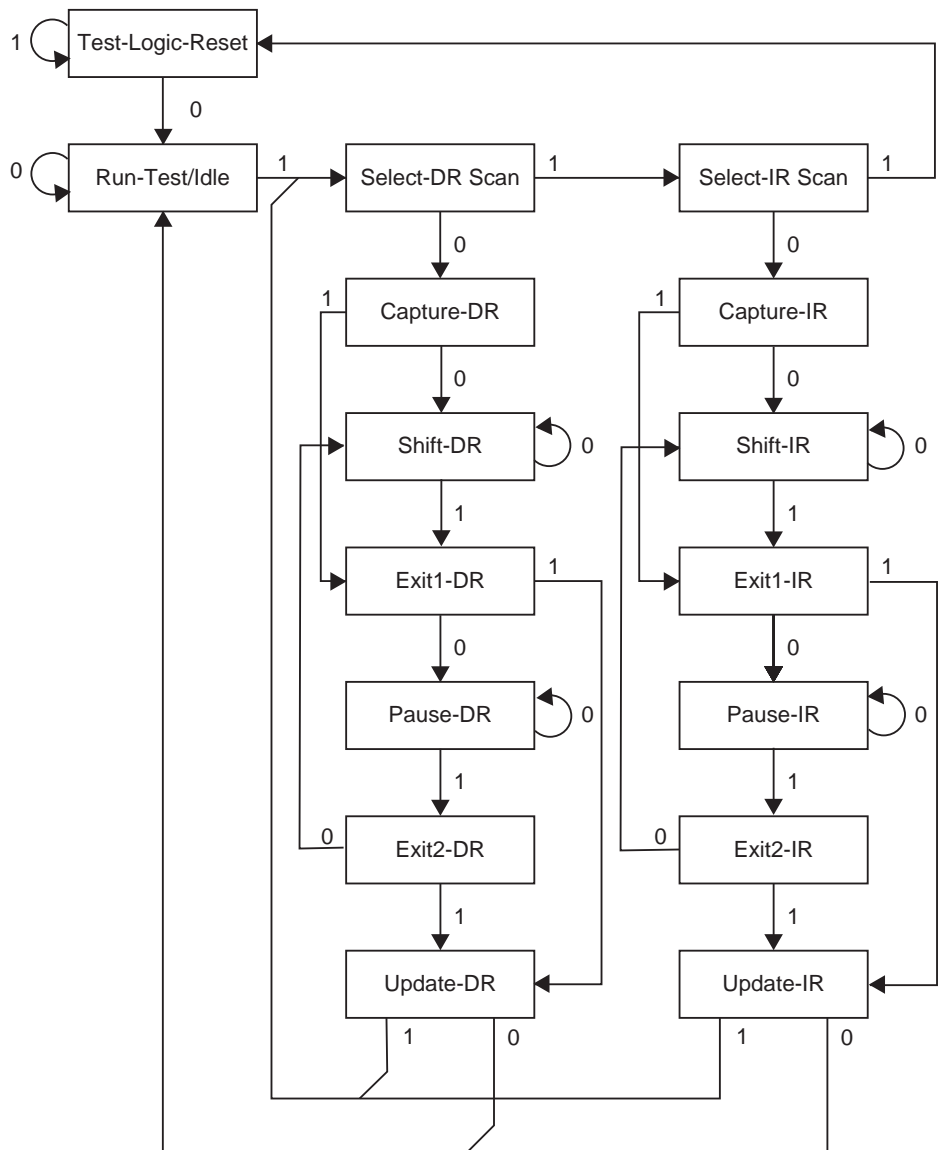 1 Test-Logic-Reset
0
0 Run-Test/Idle 1 Select-DR Scan 1 Select-IR Scan 1
0 0
1 Capture-DR 1 Capture-IR
0 0
Shift-DR 0 Shift-IR 0
1 1
Exit1-DR 1 Exit1-IR 1
0 0
Pause-DR 0 Pause-IR 0
1 1
0 Exit2-DR 0 Exit2-IR
1 1
Update-DR Update-IR
1 0 1 0